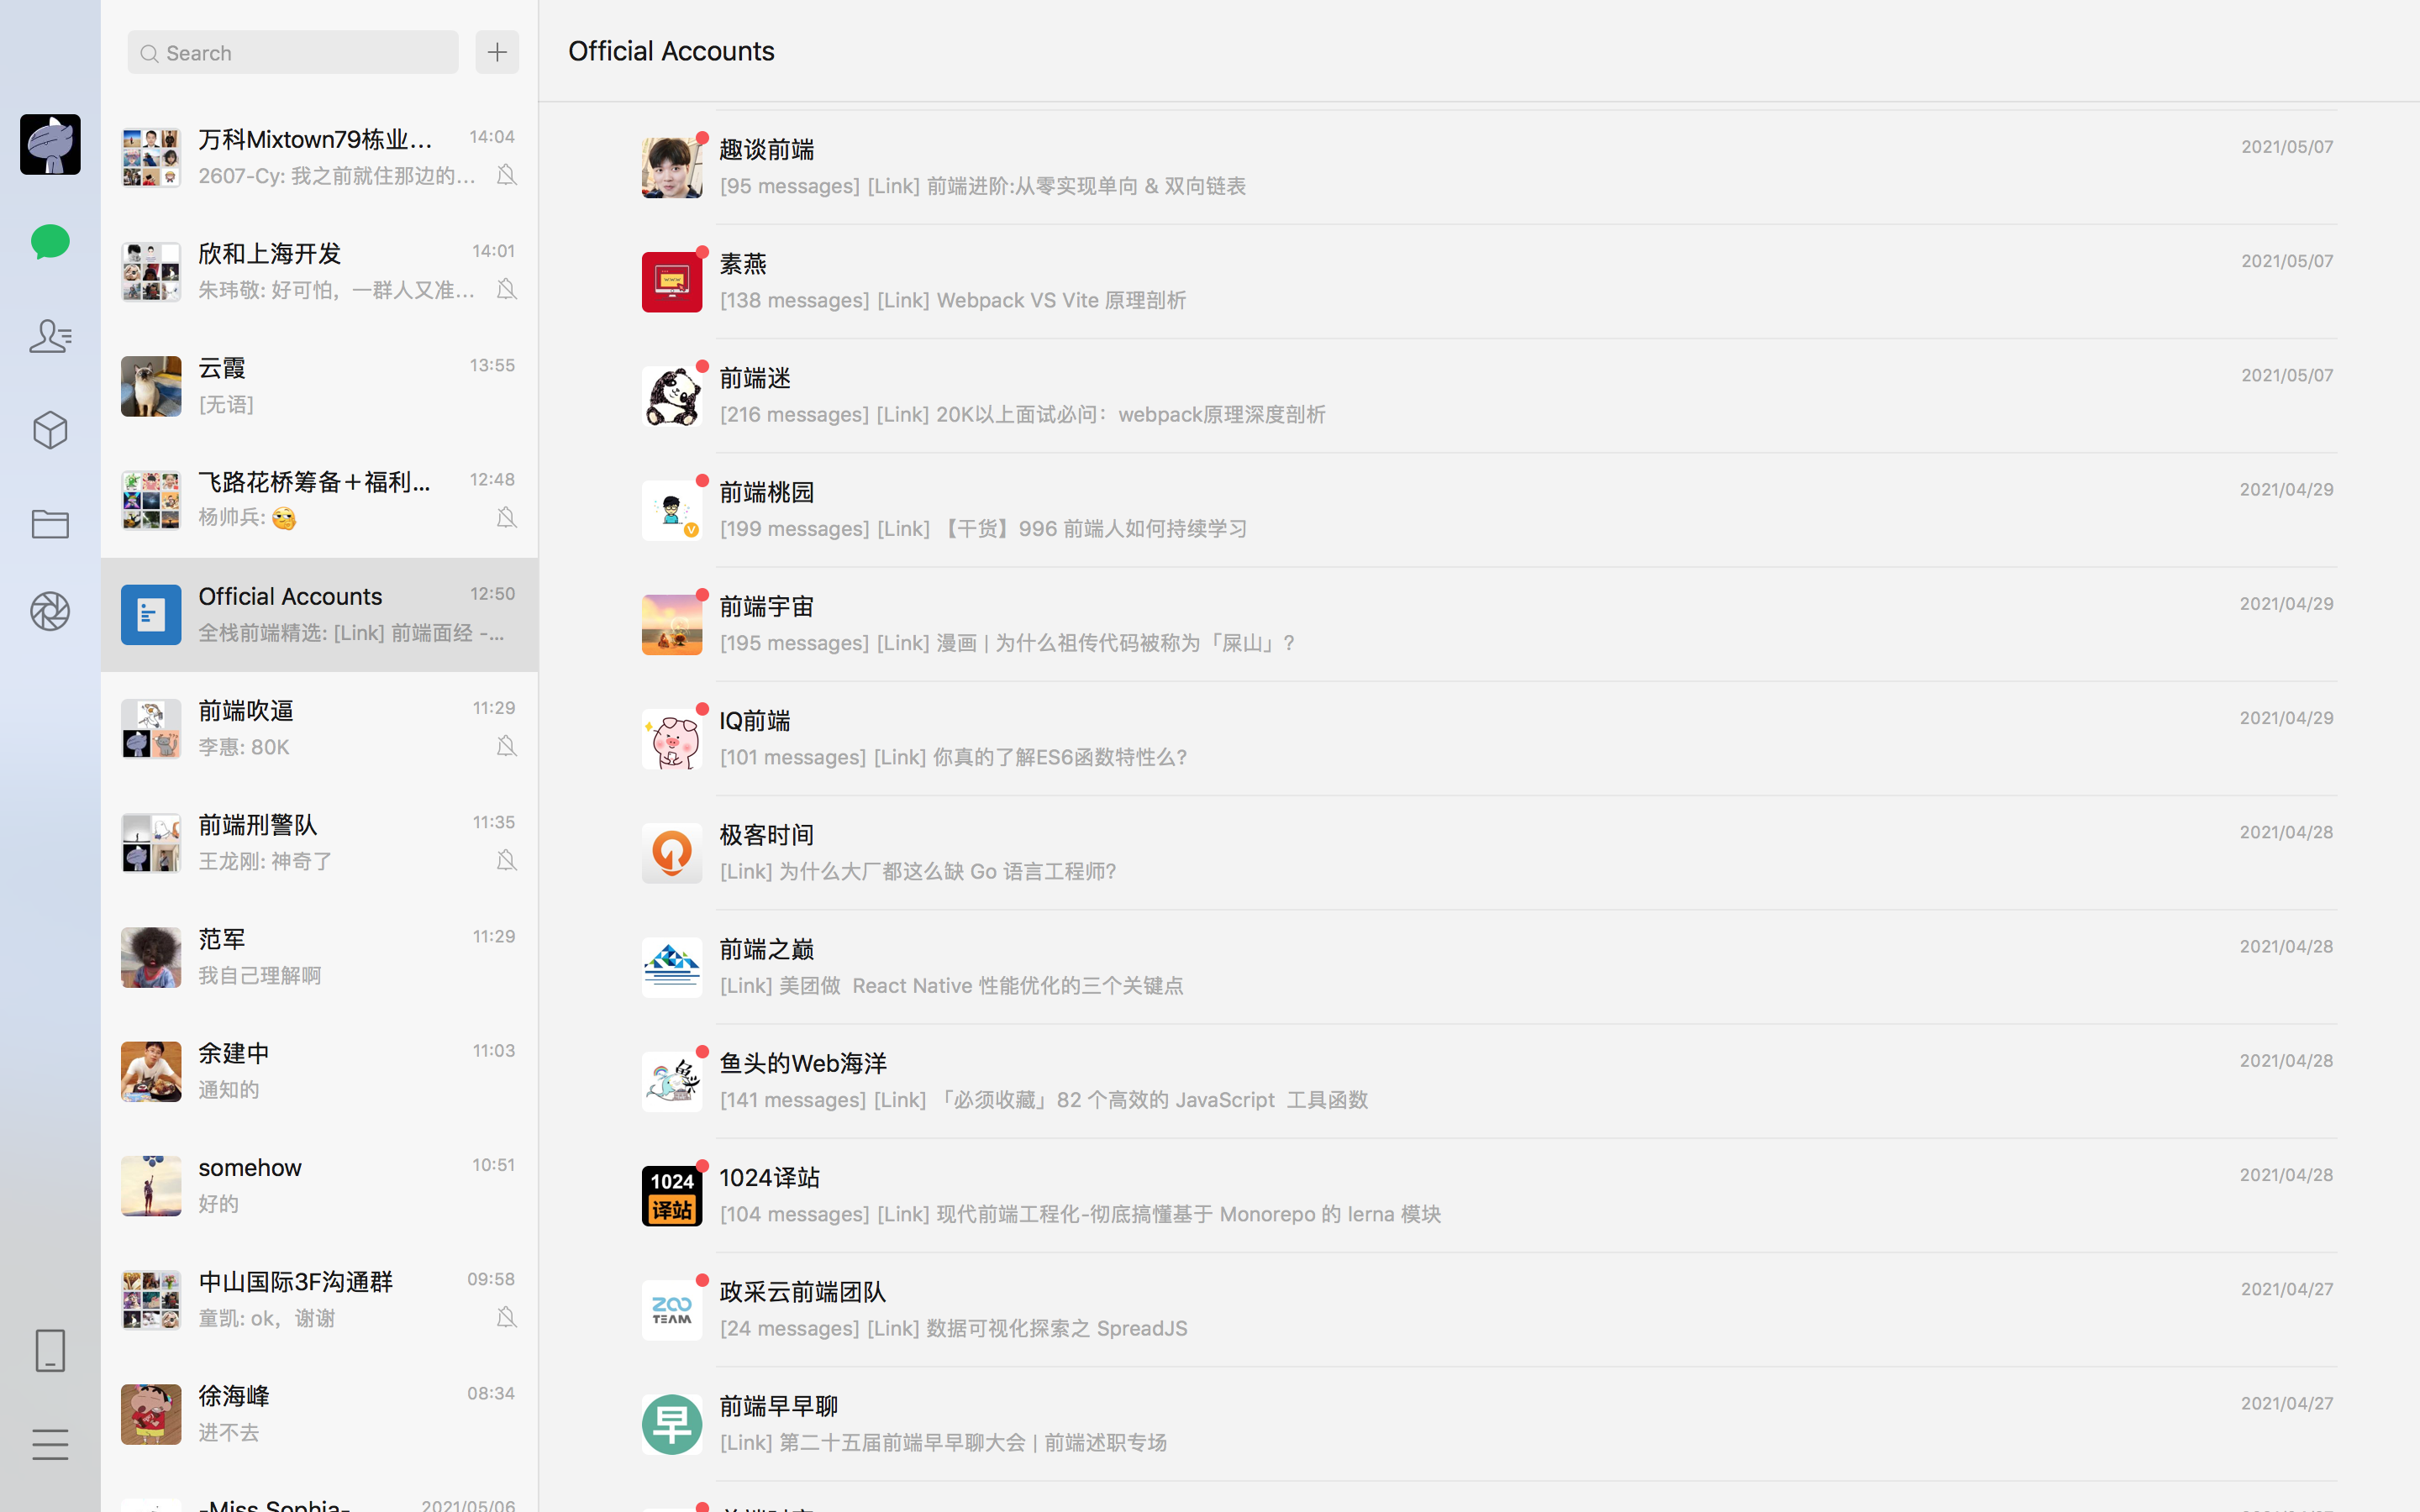 Search
万科Mixtown79栋业...
14:04
2607-Cy: 我之前就住那边的...
欣和上海开发
14:01
朱玮敬: 好可怕，一群人又准...
云霞
13:55
[无语]
飞路花桥筹备＋福利...
12:48
杨帅兵:
Official Accounts
12:50
全栈前端精选: [Link] 前端面经 -...
前端吹逼
11:29
李惠: 80K
前端刑警队
11:35
王龙刚: 神奇了
范军
11:29
我自己理解啊
余建中
11:03
通知的
somehow
10:51
好的
中山国际3F沟通群
09:58
童凯: ok，谢谢
徐海峰
08:34
进不去
-Miss Sophia-
2021/05/06
Official Accounts
趣谈前端
2021/05/07
[95 messages] [Link] 前端进阶:从零实现单向 & 双向链表
素燕
2021/05/07
[138 messages] [Link] Webpack VS Vite 原理剖析
前端迷
2021/05/07
[216 messages] [Link] 20K以上面试必问：webpack原理深度剖析
前端桃园
2021/04/29
[199 messages] [Link] 【干货】996 前端人如何持续学习
前端宇宙
2021/04/29
[195 messages] [Link] 漫画 | 为什么祖传代码被称为「屎山」?
IQ前端
2021/04/29
[101 messages] [Link] 你真的了解ES6函数特性么?
极客时间
2021/04/28
[Link] 为什么大厂都这么缺 Go 语言工程师?
前端之巅
2021/04/28
[Link] 美团做 React Native 性能优化的三个关键点
鱼头的Web海洋
2021/04/28
[141 messages] [Link] 「必须收藏」82 个高效的 JavaScript 工具函数
1024
译站
1024译站
2021/04/28
[104 messages] [Link] 现代前端工程化-彻底搞懂基于 Monorepo 的 lerna 模块
ZOO
TEAM
政采云前端团队
2021/04/27
[24 messages] [Link] 数据可视化探索之 SpreadJS
早
前端早早聊
2021/04/27
[Link] 第二十五届前端早早聊大会 | 前端述职专场